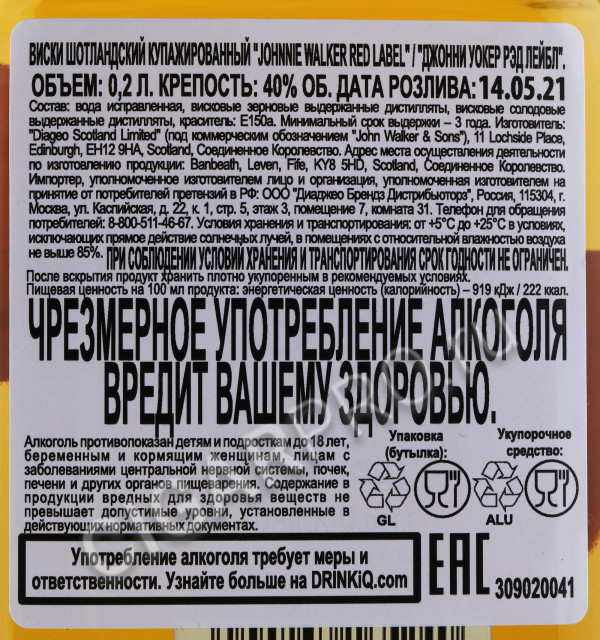 ВИСКИ ШОТЛАНДСКИЙ КУПАЖИРОВАННЫЙ "JOHNNIE WALKER RED LABEL" / "ДЖОННИ УОКЕР РЭД ЛЕЙБЛ".
ОБЪЕМ: 0,2 Л. КРЕПОСТЬ: 40% ОБ. ДАТА РОЗЛИВА: 14.05.21
Состав: вода исправленная, висковые зерновые выдержанные дистилляты, висковые солодовые
выдержанные дистилляты, краситель: Е150а. Минимальный срок выдержки – 3 года. Изготовитель:
"Diageo Scotland Limited" (под коммерческим обозначением "John Walker & Sons"), 11 Lochside Place,
Edinburgh, EH12 9HA, Scotland, Соединенное Королевство. Адрес места осуществления деятельности
по изготовлению продукции: Banbeath, Leven, Fife, KY8 5HD, Scotland, Соединенное Королевство.
Импортер, уполномоченное изготовителем лицо и организация, уполномоченная изготовителем на
принятие от потребителей претензий в РФ: ООО "Диаджео Брендз Дистрибьюторз", Россия, 115304, г.
Москва, ул. Каспийская, д. 22, к. 1, стр. 5, этаж 3, помещение 7, комната 31. Телефон для обращения
потребителей: 8-800-511-46-67. Условия хранения и транспортирования: от +5°С до +25°С в условиях,
исключающих прямое действие солнечных лучей, в помещениях с относительной влажностью воздуха
не выше 85%. ПРИ СОБЛЮДЕНИИ УСЛОВИЙ ХРАНЕНИЯ И ТРАНСПОРТИРОВАНИЯ СРОК ГОДНОСТИ НЕ ОГРАНИЧЕН.
После вскрытия продукт хранить плотно укупоренным в рекомендуемых условиях.
Пищевая ценность на 100 мл продукта: энергетическая ценность (калорийность) – 919 кДж / 222 ккал.
ЧРЕЗМЕРНОЕ УПОТРЕБЛЕНИЕ АЛКОГОЛЯ
ВРЕДИТ ВАШЕМУ ЗДОРОВЬЮ.
Алкоголь противопоказан детям и подросткам до 18 лет,
беременным и кормящим женщинам, лицам с
заболеваниями центральной нервной системы, почек,
печени и других органов пищеварения. Содержание в
продукции вредных для здоровья веществ не
превышает допустимые уровни, установленные в
действующих нормативных документах.
Упаковка
(бутылка):
GL
Укупорочное
средство:
ALU
Употребление алкоголя требует меры и
ответственности. Узнайте больше на DRINKiQ.com
ЕАС
309020041
CIGARPRO.ru